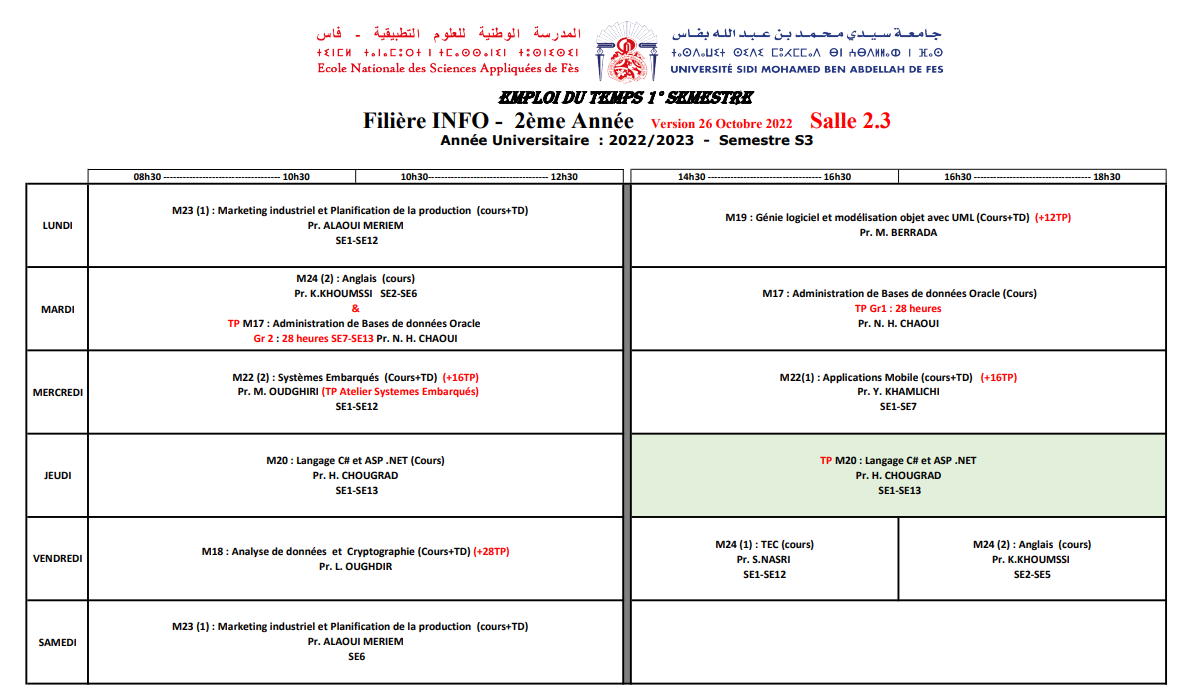 المدرسة الوطنية للعلوم التطبيقية - فاس
ⵜⵉⵏⵎⵍ ⵜⴰⵏⴰⵎⵓⵔⵜ ⵏ ⵜⵎⴰⵙⵙⴰⵏⵉⵏ ⵜⵓⵙⵏⵉⵙⵉⵏ
Ecole Nationale des Sciences Appliquées de Fès
جامعة سيدي محمد بن عبد الله بفاس
ⵜⴰⵙⴷⴰⵡⵉⵜ ⵙⵉⴷⵉ ⵎⵓⵃⵎⵎⴰⴷ ⴱⵏ ⵄⴱⴷⵍⵍⴰⵀ ⵏ ⴼⴰⵙ
UNIVERSITÉ SIDI MOHAMED BEN ABDELLAH DE FES
EMPLOI DU TEMPS 1° SEMESTRE
Filière INFO - 2ème Année Version 26 Octobre 2022 Salle 2.3
Année Universitaire : 2022/2023 - Semestre S3
08h30 ------------------------------------ 10h30
10h30------------------------------ 12h30
14h30 ----------------------------- 16h30
16h30 ------------------------------ 18h30
LUNDI
M23 (1) : Marketing industriel et Planification de la production (cours+TD)
Pr. ALAOUI MERIEM
SE1-SE12
M19 : Génie logiciel et modélisation objet avec UML (Cours+TD) (+12TP)
Pr. M. BERRADA
MARDI
M24 (2) : Anglais (cours)
Pr. K.KHOUMSSI SE2-SE6
&
TP M17 : Administration de Bases de données Oracle
Gr 2 : 28 heures SE7-SE13 Pr. N. H. CHAOUI
M17 : Administration de Bases de données Oracle (Cours)
TP Gr1 : 28 heures
Pr. N. H. CHAOUI
MERCREDI
M22 (2) : Systèmes Embarqués (Cours+TD) (+16TP)
Pr. M. OUDGHIRI (TP Atelier Systemes Embarqués)
SE1-SE12
M22(1) : Applications Mobile (cours+TD) (+16TP)
Pr. Y. KHAMLICHI
SE1-SE7
JEUDI
M20 : Langage C# et ASP .NET (Cours)
Pr. H. CHOUGRAD
SE1-SE13
TP M20 : Langage C# et ASP .NET
Pr. H. CHOUGRAD
SE1-SE13
VENDREDI
M18 : Analyse de données et Cryptographie (Cours+TD) (+28TP)
Pr. L. OUGHDIR
M24 (1) : TEC (cours)
Pr. S.NASRI
SE1-SE12
M24 (2) : Anglais (cours)
Pr. K.KHOUMSSI
SE2-SE5
SAMEDI
M23 (1) : Marketing industriel et Planification de la production (cours+TD)
Pr. ALAOUI MERIEM
SE6